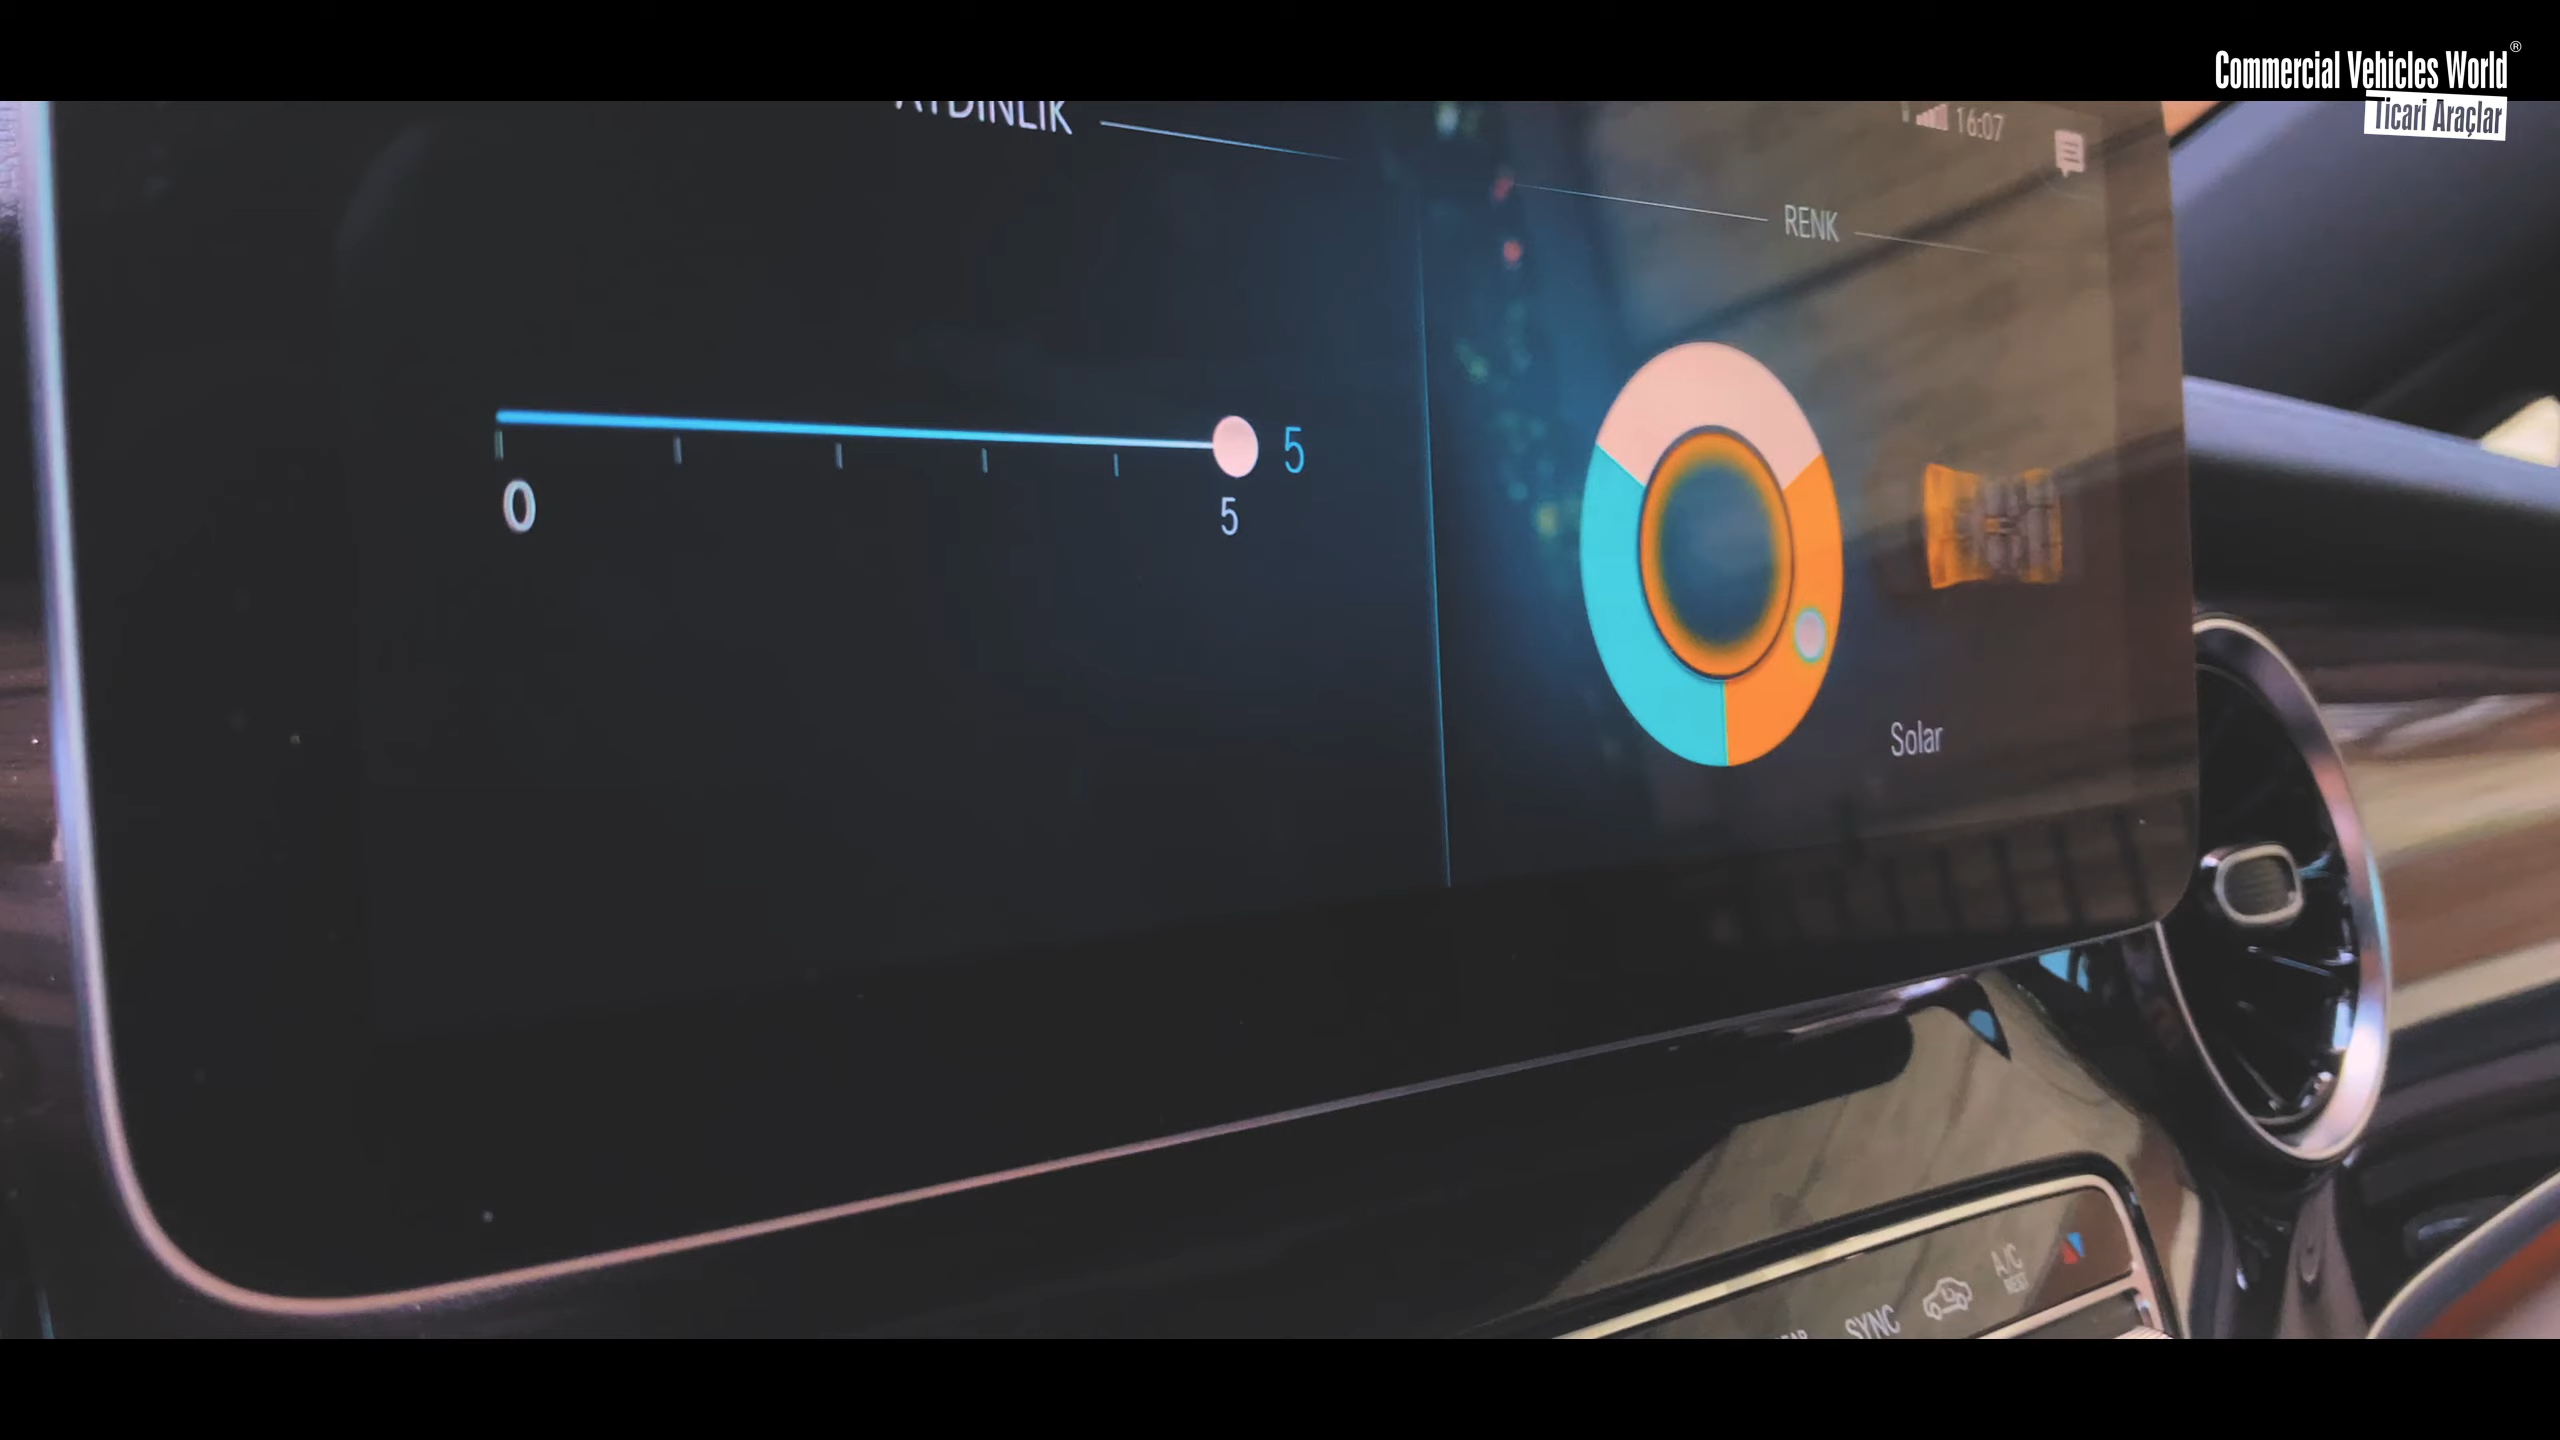 Commercial Vehicles World®
Ticari Araçlar
AYDINLIK
16:07
RENK
5
0
5
Solar
A/C
SYNC